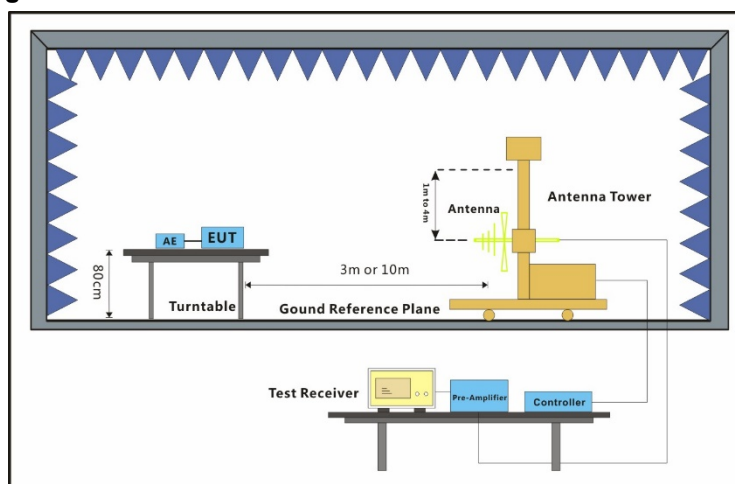 g
1m to 4m
Antenna Tower
Antenna
AE
EUT
80cm
3m or 10m
Turntable
Gound Reference Plane
Test Receiver
Pre-Amplifier
Controller